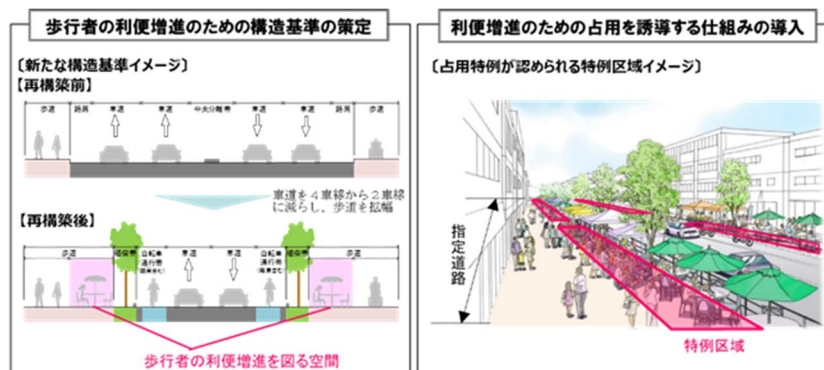 歩行者の利便増進のための構造基準の策定
〔新たな構造基準イメージ〕
【再構築前】
歩道 路肩 車道 車道 中央分離帯 車道 車道 路肩 歩道
車道を4車線から2車線
に減らし、歩道を拡幅
【再構築後】
歩道 植樹帯 自転車 車道 車道 自転車 植樹帯 歩道
通行帯 通行帯
歩行者の利便増進を図る空間
利便増進のための占用を誘導する仕組みの導入
〔占用特例が認められる特例区域イメージ〕
指定道路
特例区域